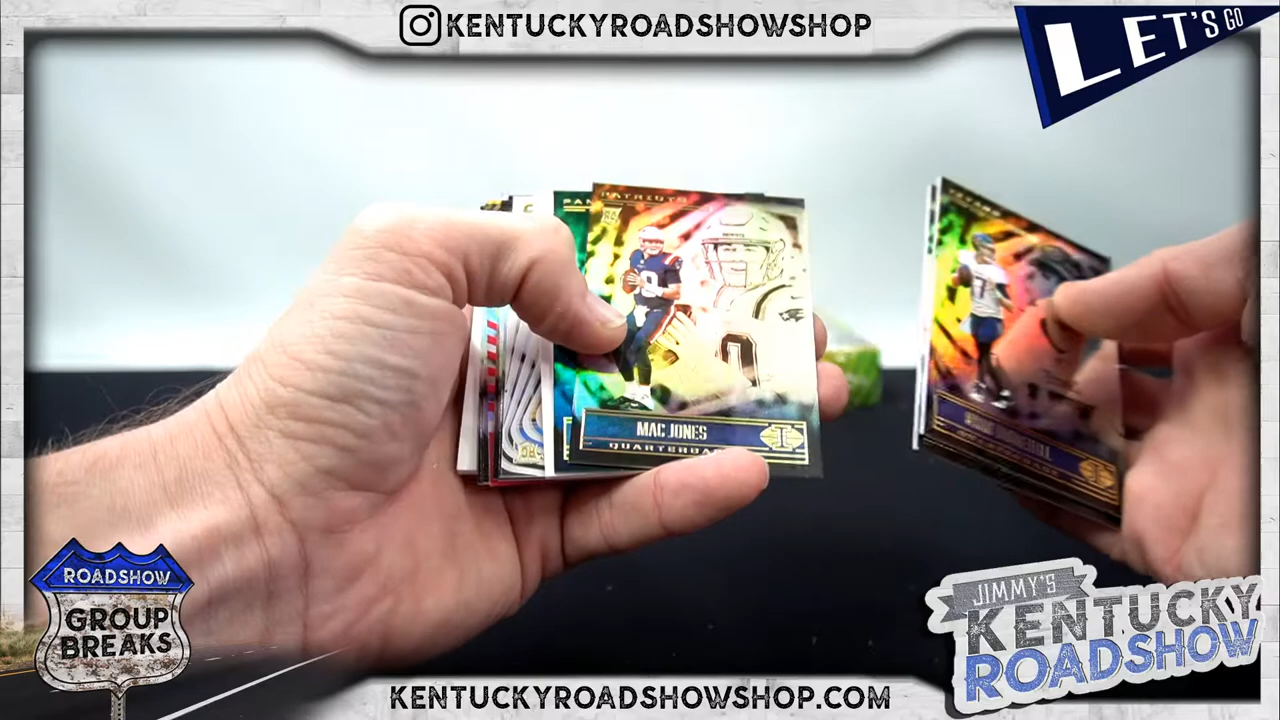 KENTUCKYROADSHOWSHOP
LET'S GO
PATRIOTS
MAC JONES
ROADSHOW
GROUP
BREAKS
JIMMY'S
KENTUCKY
ROADSHOW
KENTUCKYROADSHOWSHOP.COM